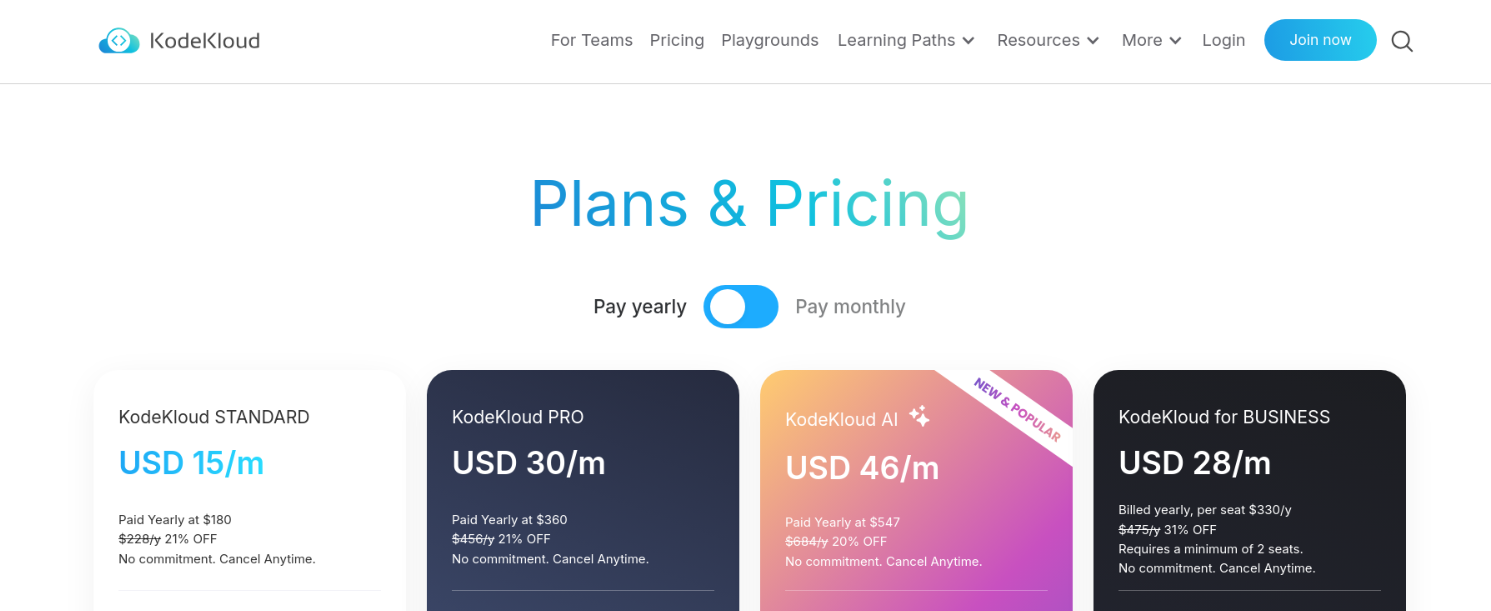 KodeKloud
For Teams Pricing Playgrounds Learning Paths Resources More Login Join now
Plans & Pricing
Pay yearly Pay monthly
KodeKloud STANDARD
USD 15/m
Paid Yearly at $180
$228/y 21% OFF
No commitment. Cancel Anytime.
KodeKloud PRO
USD 30/m
Paid Yearly at $360
$456/y 21% OFF
No commitment. Cancel Anytime.
NEW & POPULAR
KodeKloud AI
USD 46/m
Paid Yearly at $547
$684/y 20% OFF
No commitment. Cancel Anytime.
KodeKloud for BUSINESS
USD 28/m
Billed yearly, per seat $330/y
$475/y 31% OFF
Requires a minimum of 2 seats.
No commitment. Cancel Anytime.